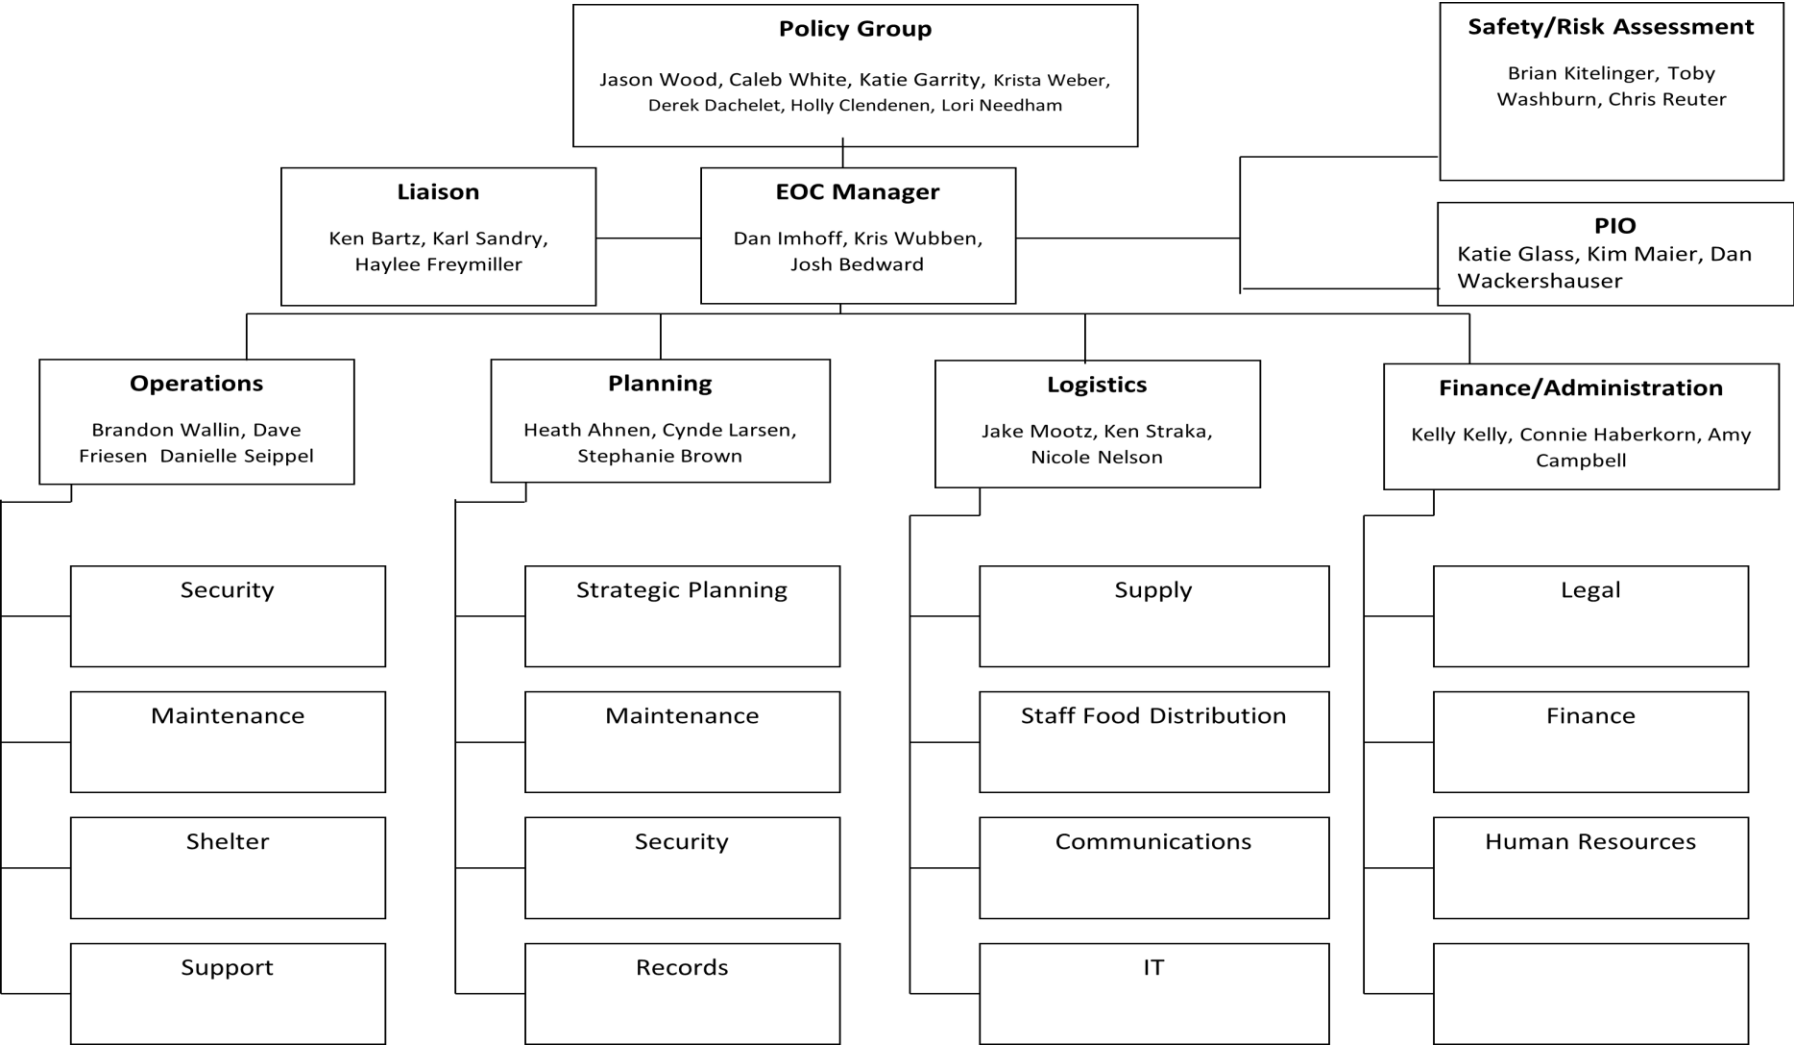 Policy Group
Jason Wood, Caleb White, Katie Garrity, Krista Weber,
Derek Dachelet, Holly Clendenen, Lori Needham
Safety/Risk Assessment
Brian Kitelinger, Toby
Washburn, Chris Reuter
Liaison
Ken Bartz, Karl Sandry,
Haylee Freymiller
EOC Manager
Dan Imhoff, Kris Wubben,
Josh Bedward
PIO
Katie Glass, Kim Maier, Dan
Wackershauser
Operations
Brandon Wallin, Dave
Friesen  Danielle Seippel
Planning
Heath Ahnen, Cynde Larsen,
Stephanie Brown
Logistics
Jake Mootz, Ken Straka,
Nicole Nelson
Finance/Administration
Kelly Kelly, Connie Haberkorn, Amy
Campbell
Security
Maintenance
Shelter
Support
Strategic Planning
Maintenance
Security
Records
Supply
Staff Food Distribution
Communications
IT
Legal
Finance
Human Resources